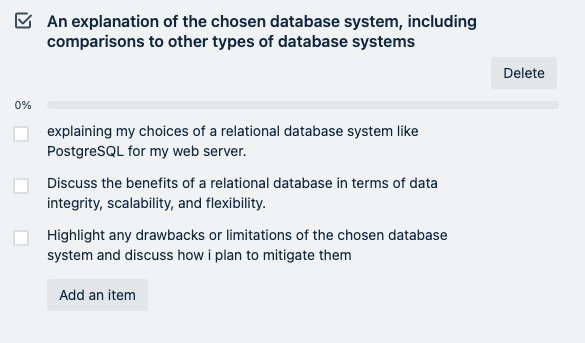 An explanation of the chosen database system, including
comparisons to other types of database systems
Delete
0%
explaining my choices of a relational database system like
PostgreSQL for my web server.
Discuss the benefits of a relational database in terms of data
integrity, scalability, and flexibility.
Highlight any drawbacks or limitations of the chosen database
system and discuss how i plan to mitigate them
Add an item